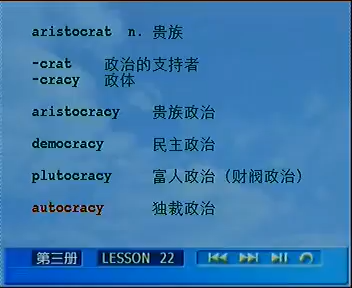 aristocrat n. 贵族
-crat 政治的支持者
-cracy 政体
aristocracy 贵族政治
democracy 民主政治
plutocracy 富人政治（财阀政治）
autocracy 独裁政治
第三册 LESSON 22